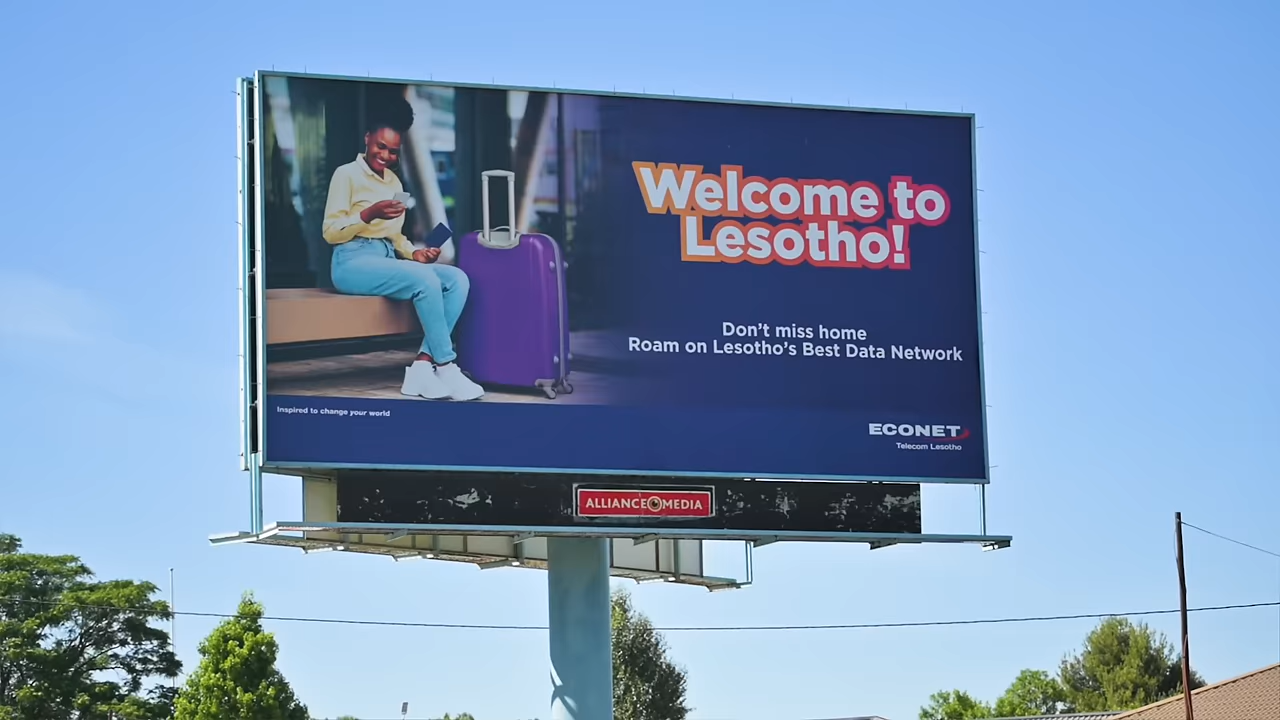 Welcome to
Lesotho!
Don't miss home
Roam on Lesotho's Best Data Network
Inspired to change your world
ECONET
Telecom Lesotho
ALLIANCE MEDIA